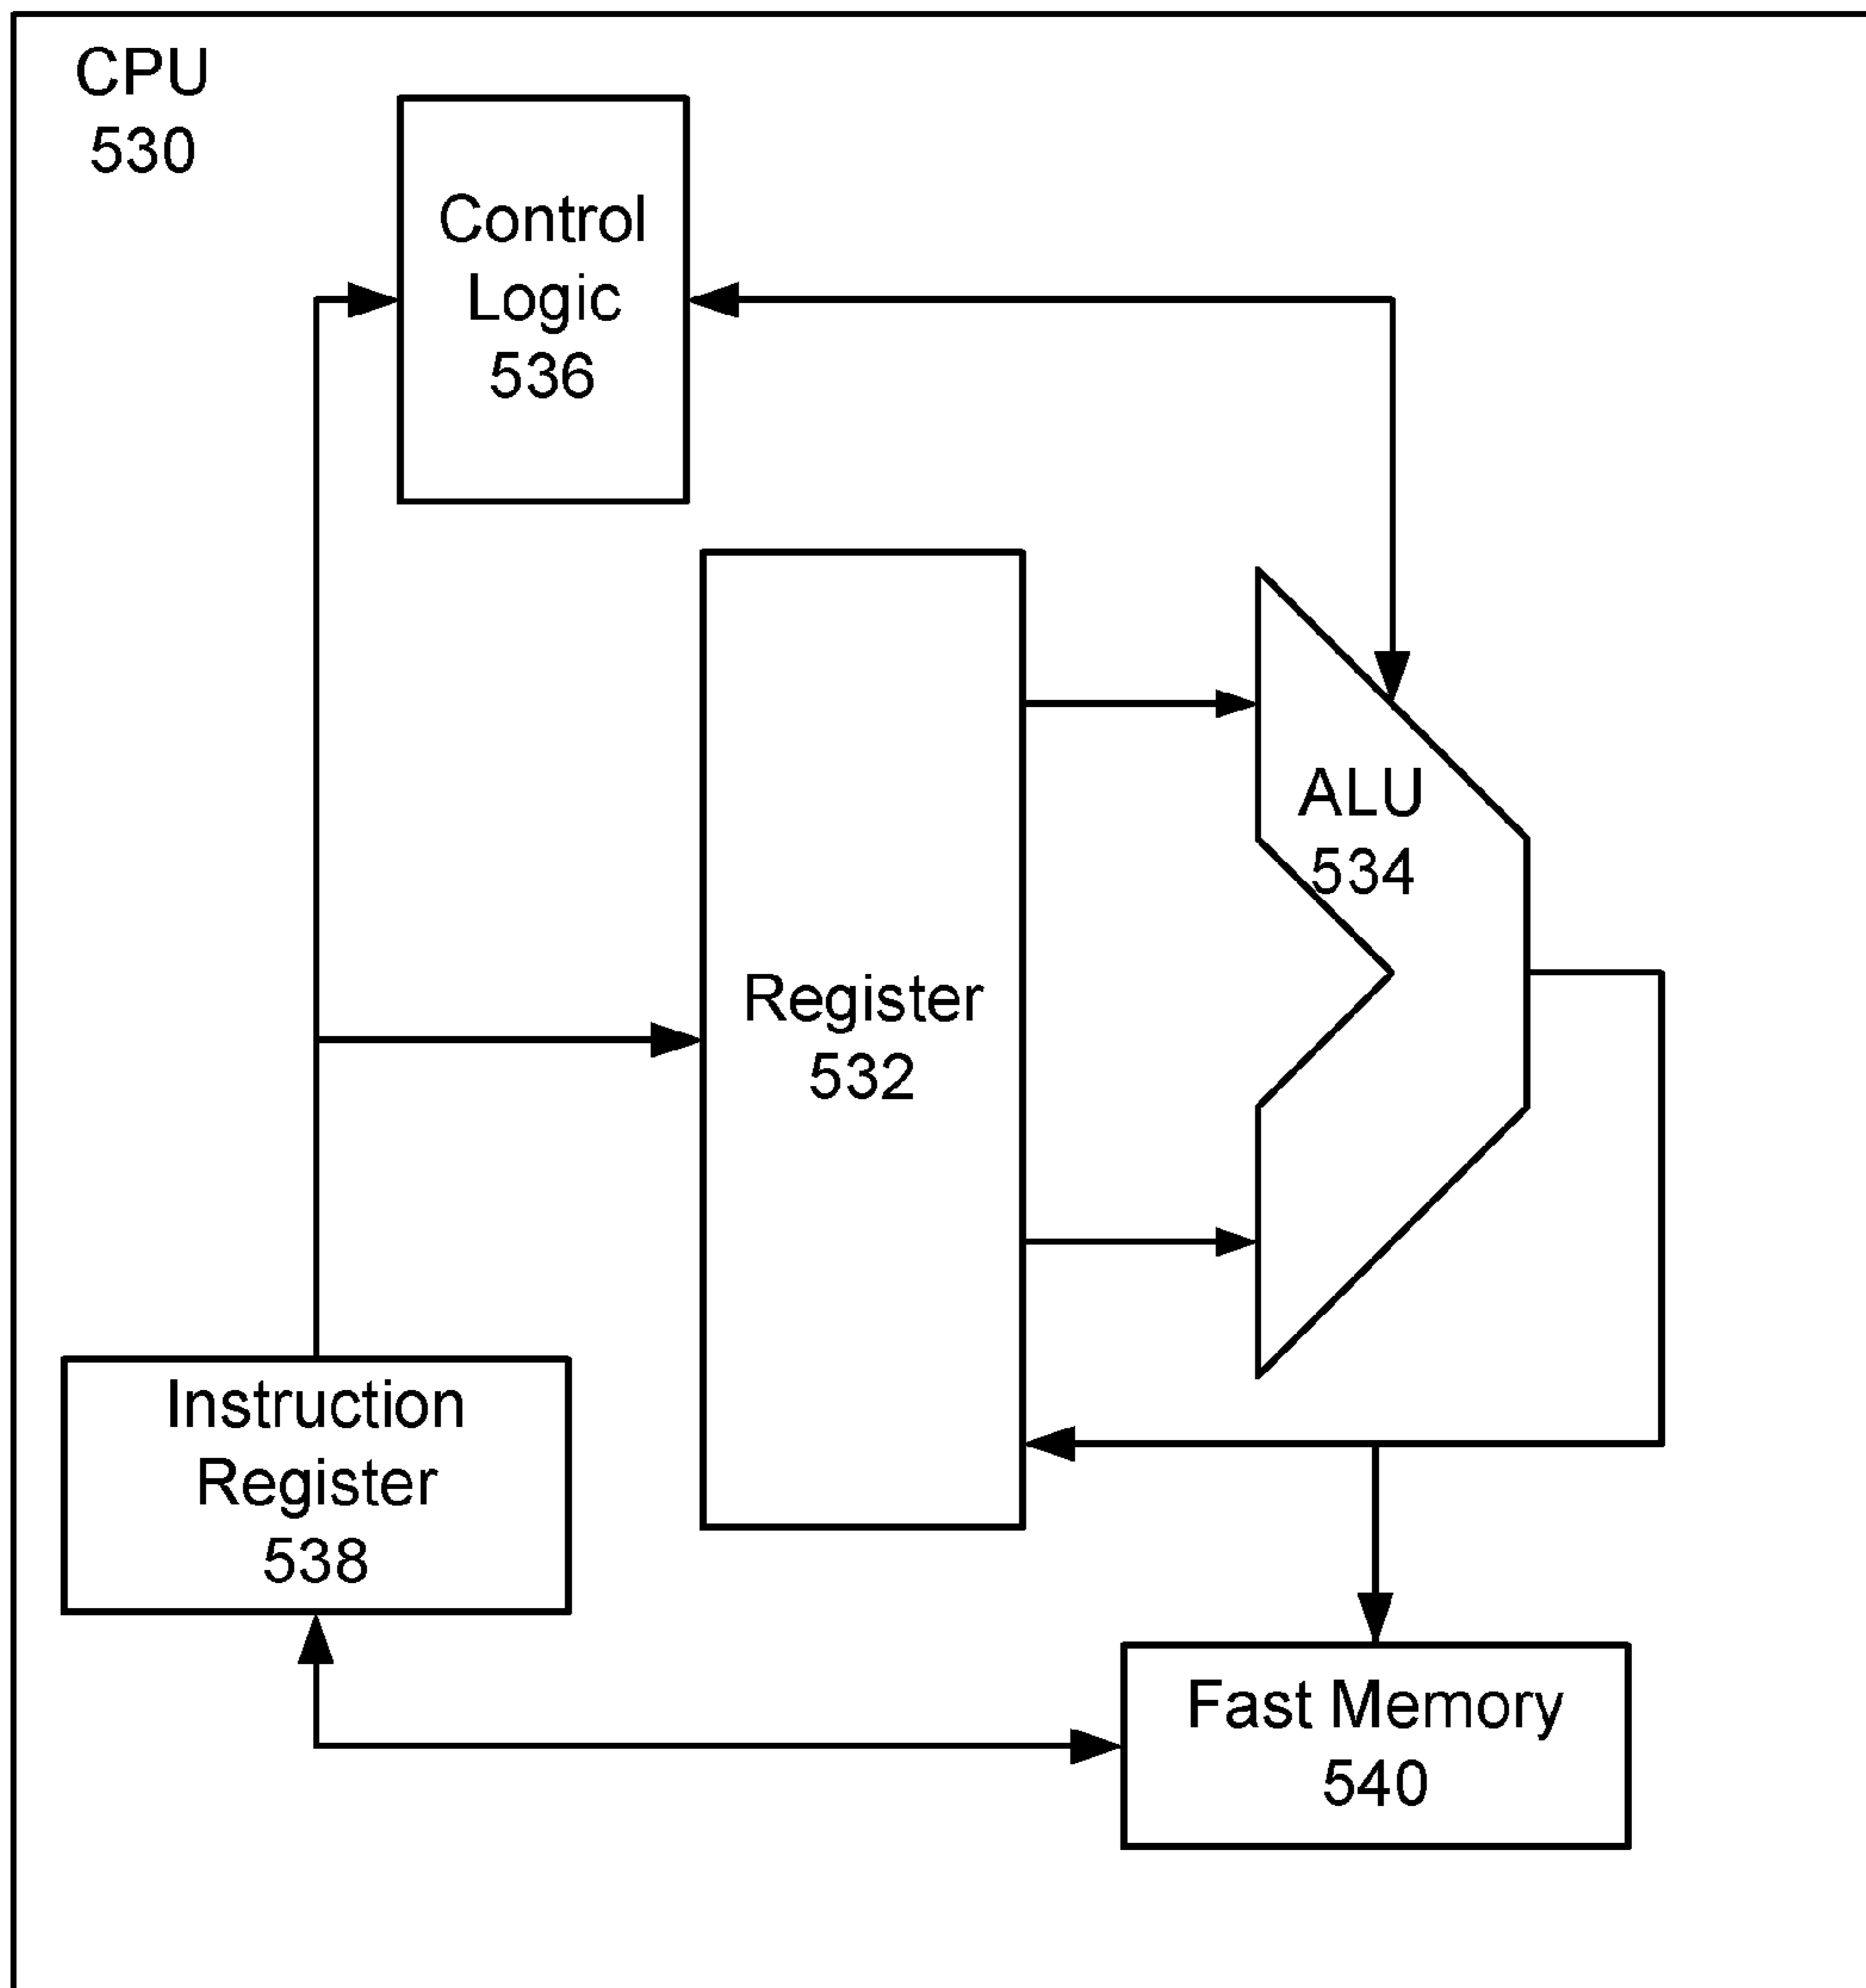 CPU
530
Control
Logic
536
ALU
534
Register
532
Instruction
Register
538
Fast Memory
540